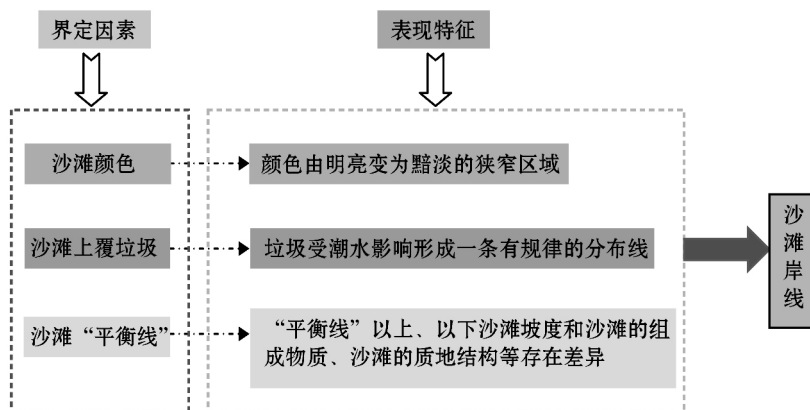 界定因素
表现特征
沙滩颜色
颜色由明亮变为黯淡的狭窄区域
沙滩上覆垃圾
垃圾受潮水影响形成一条有规律的分布线
沙滩“平衡线”
“平衡线”以上、以下沙滩坡度和沙滩的组
成物质、沙滩的质地结构等存在差异
沙滩岸线